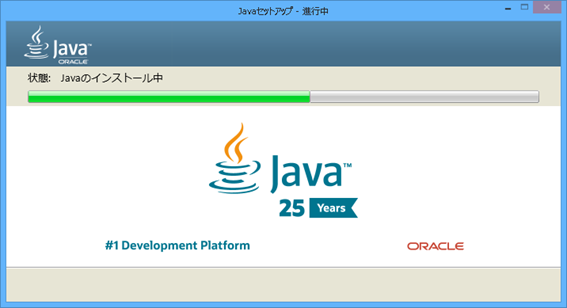 Javaセットアップ - 進行中
Java™
ORACLE
状態: Javaのインストール中
Java™
25 Years
#1 Development Platform
ORACLE